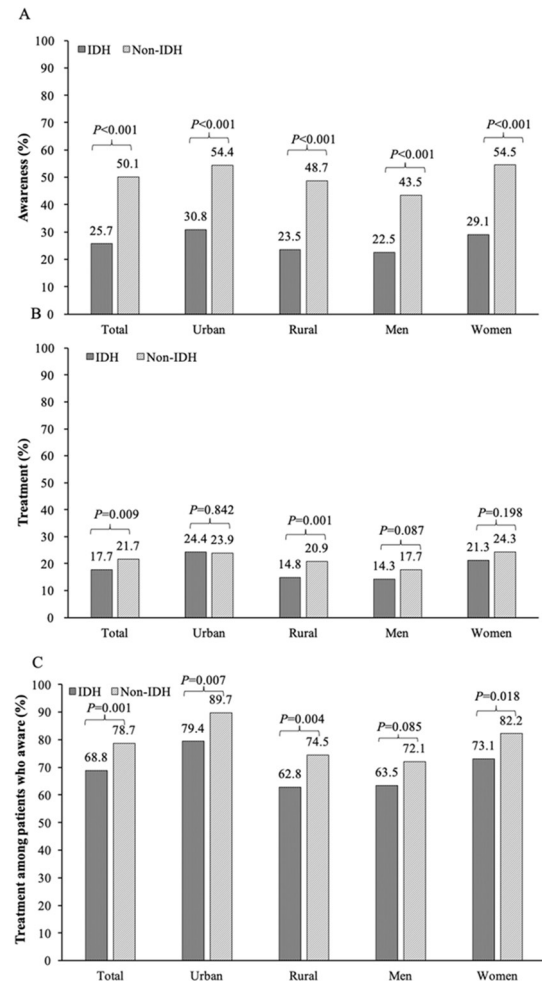 A
100
90
80
70
60
50
40
30
20
10
0
Awareness (%)
IDH Non-IDH
P<0.001
P<0.001
P<0.001
P<0.001
P<0.001
25.7 50.1
30.8 54.4
23.5 48.7
22.5 43.5
29.1 54.5
Total Urban Rural Men Women
B
100
90
80
70
60
50
40
30
20
10
0
Treatment (%)
IDH Non-IDH
P=0.009
P=0.842
P=0.001
P=0.087
P=0.198
17.7 21.7
24.4 23.9
14.8 20.9
14.3 17.7
21.3 24.3
Total Urban Rural Men Women
C
100
90
80
70
60
50
40
30
20
10
0
Treatment among patients who aware (%)
IDH Non-IDH
P=0.001
P=0.007
P=0.004
P=0.085
P=0.018
68.8 78.7
79.4 89.7
62.8 74.5
63.5 72.1
73.1 82.2
Total Urban Rural Men Women